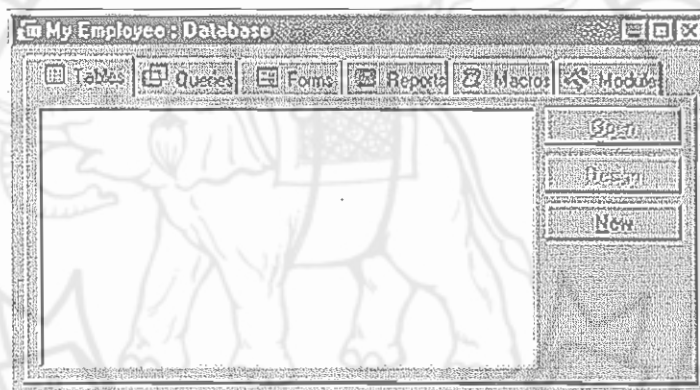 My Employee : Database
Tables Queries Forms Reports Macros Module
Open
Design
New